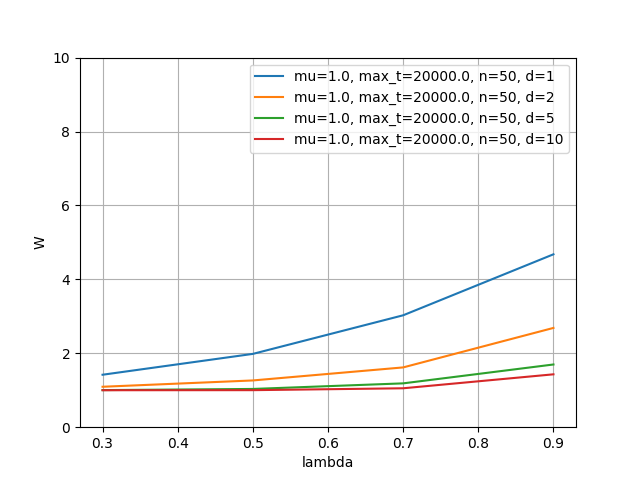 10
8
6
4
2
0
W
mu=1.0, max_t=20000.0, n=50, d=1
mu=1.0, max_t=20000.0, n=50, d=2
mu=1.0, max_t=20000.0, n=50, d=5
mu=1.0, max_t=20000.0, n=50, d=10
0.3 0.4 0.5 0.6 0.7 0.8 0.9
lambda